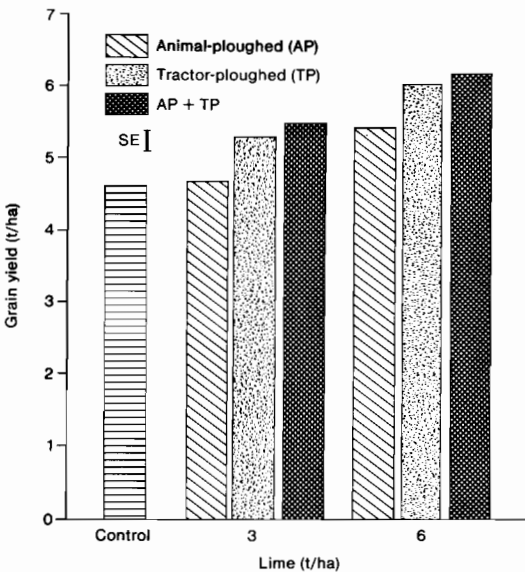 7
6
5
4
3
2
1
0
Grain yield (t/ha)
Animal-ploughed (AP)
Tractor-ploughed (TP)
AP + TP
SE
Control
3
6
Lime (t/ha)